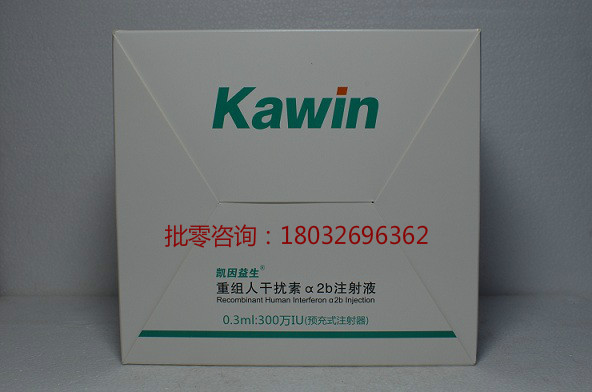 Kawin
批零咨询：18032696362
凯因益生®
重组人干扰素α2b注射液
Recombinant Human Interferon α2b Injection
0.3ml:300万IU(预充式注射器)